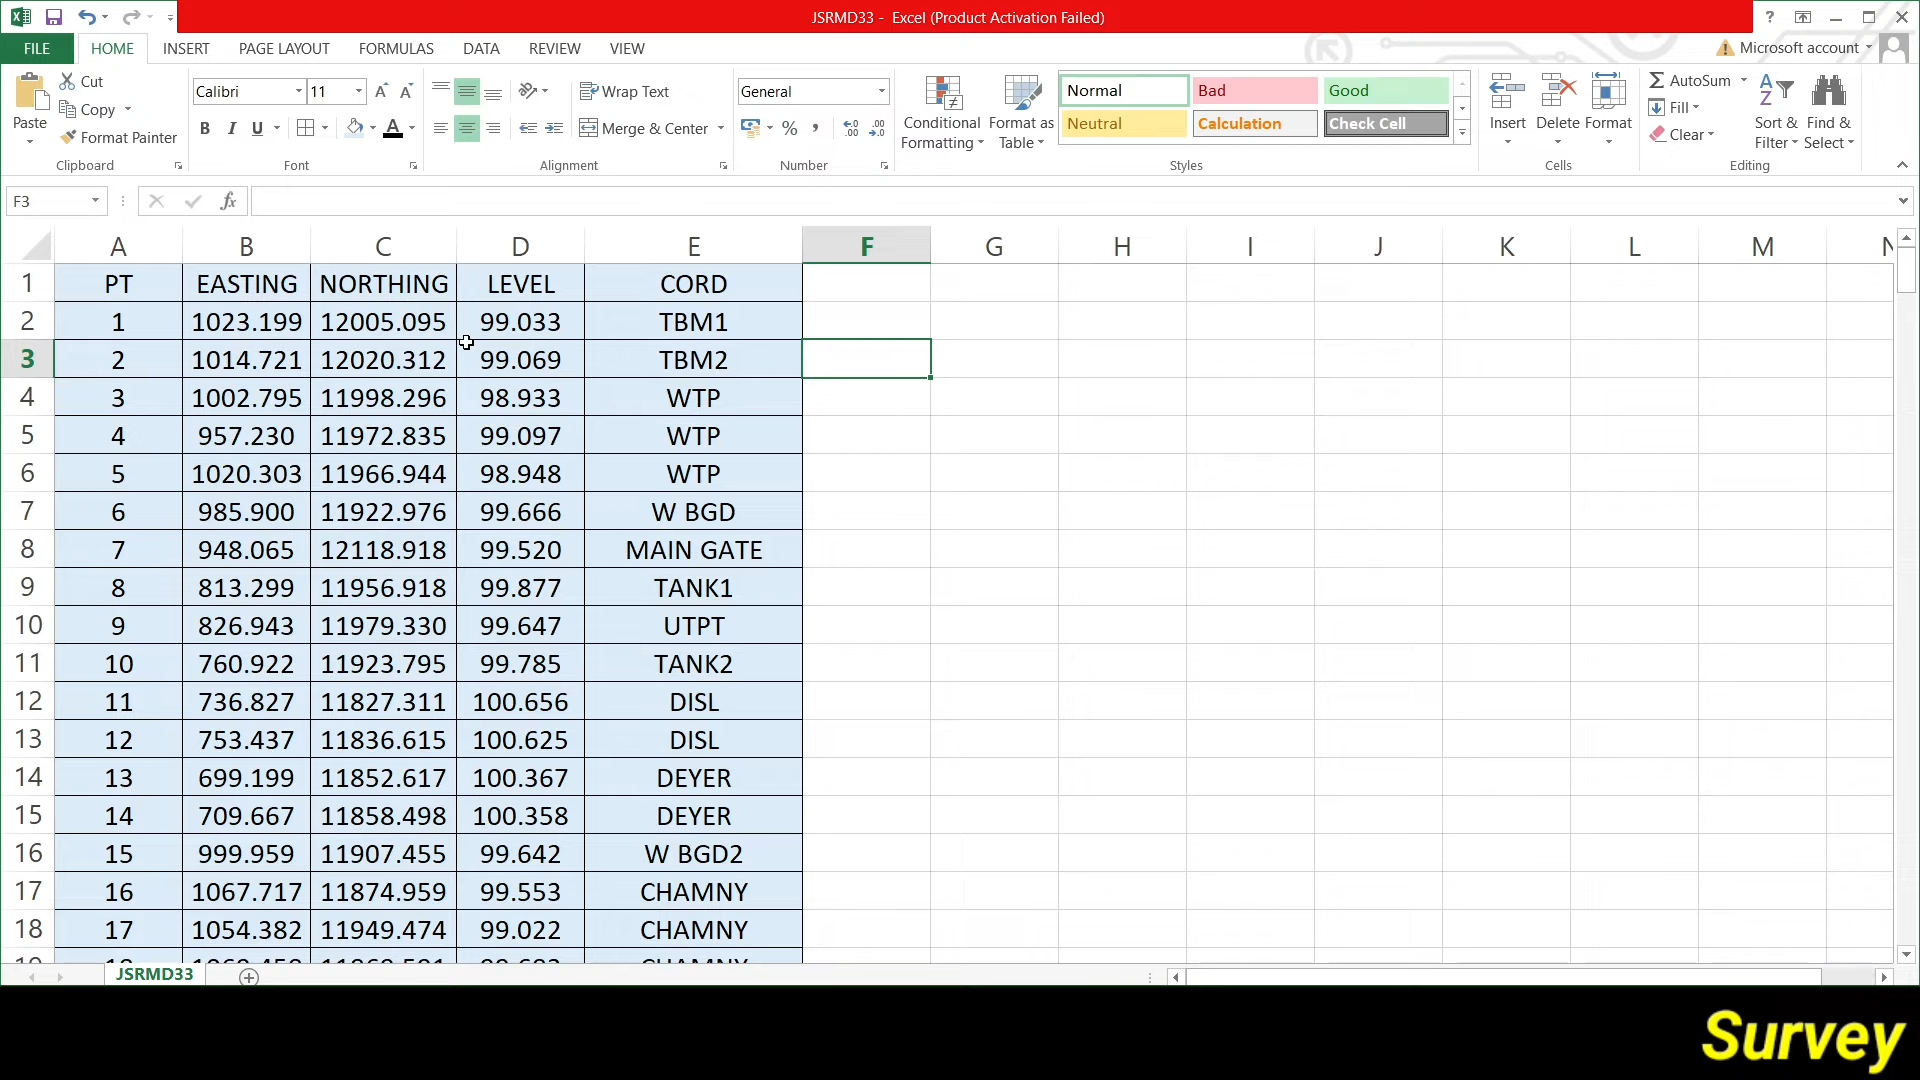 JSRMD33 - Excel (Product Activation Failed)
FILE HOME INSERT PAGE LAYOUT FORMULAS DATA REVIEW VIEW Microsoft account
Paste
Cut
Copy
Format Painter
Clipboard
Calibri 11
B I U
Font
Wrap Text
Merge & Center
Alignment
General
%
Number
Conditional Formatting
Format as Table
Normal Bad Good
Neutral Calculation Check Cell
Styles
Insert Delete Format
Cells
AutoSum
Fill
Clear
Sort & Filter
Find & Select
Editing
F3 fx
A B C D E F G H I J K L M
1 PT EASTING NORTHING LEVEL CORD
2 1 1023.199 12005.095 99.033 TBM1
3 2 1014.721 12020.312 99.069 TBM2
4 3 1002.795 11998.296 98.933 WTP
5 4 957.230 11972.835 99.097 WTP
6 5 1020.303 11966.944 98.948 WTP
7 6 985.900 11922.976 99.666 W BGD
8 7 948.065 12118.918 99.520 MAIN GATE
9 8 813.299 11956.918 99.877 TANK1
10 9 826.943 11979.330 99.647 UTPT
11 10 760.922 11923.795 99.785 TANK2
12 11 736.827 11827.311 100.656 DISL
13 12 753.437 11836.615 100.625 DISL
14 13 699.199 11852.617 100.367 DEYER
15 14 709.667 11858.498 100.358 DEYER
16 15 999.959 11907.455 99.642 W BGD2
17 16 1067.717 11874.959 99.553 CHAMNY
18 17 1054.382 11949.474 99.022 CHAMNY
JSRMD33
Survey